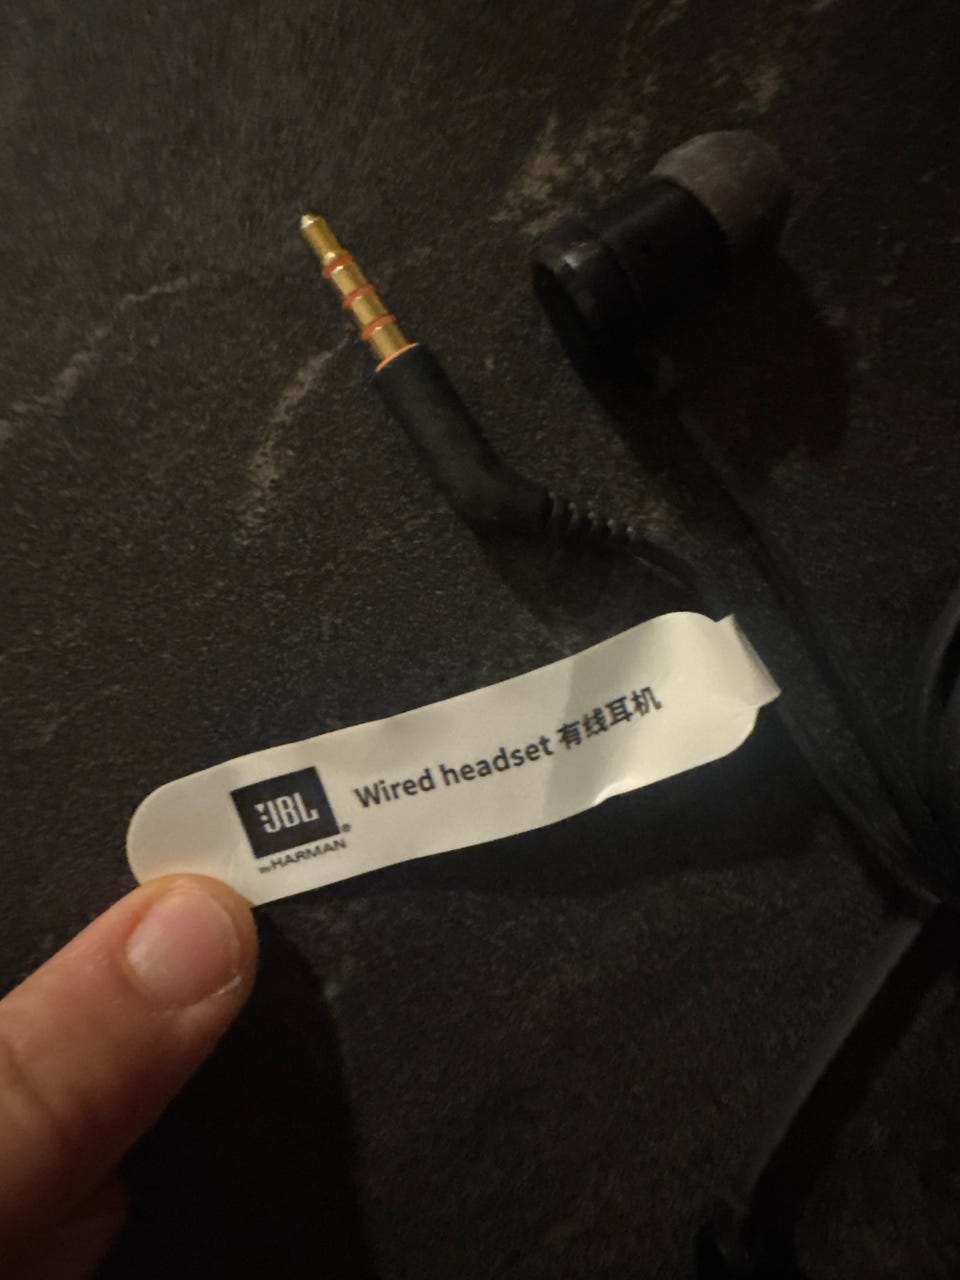 JBL
by HARMAN
Wired headset 有线耳机